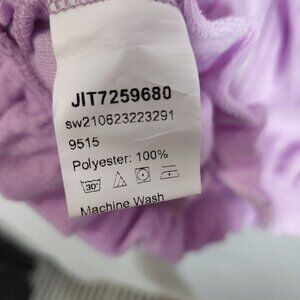 JIT7259680
sw210623223291
9515
Polyester: 100%
30°
Machine Wash